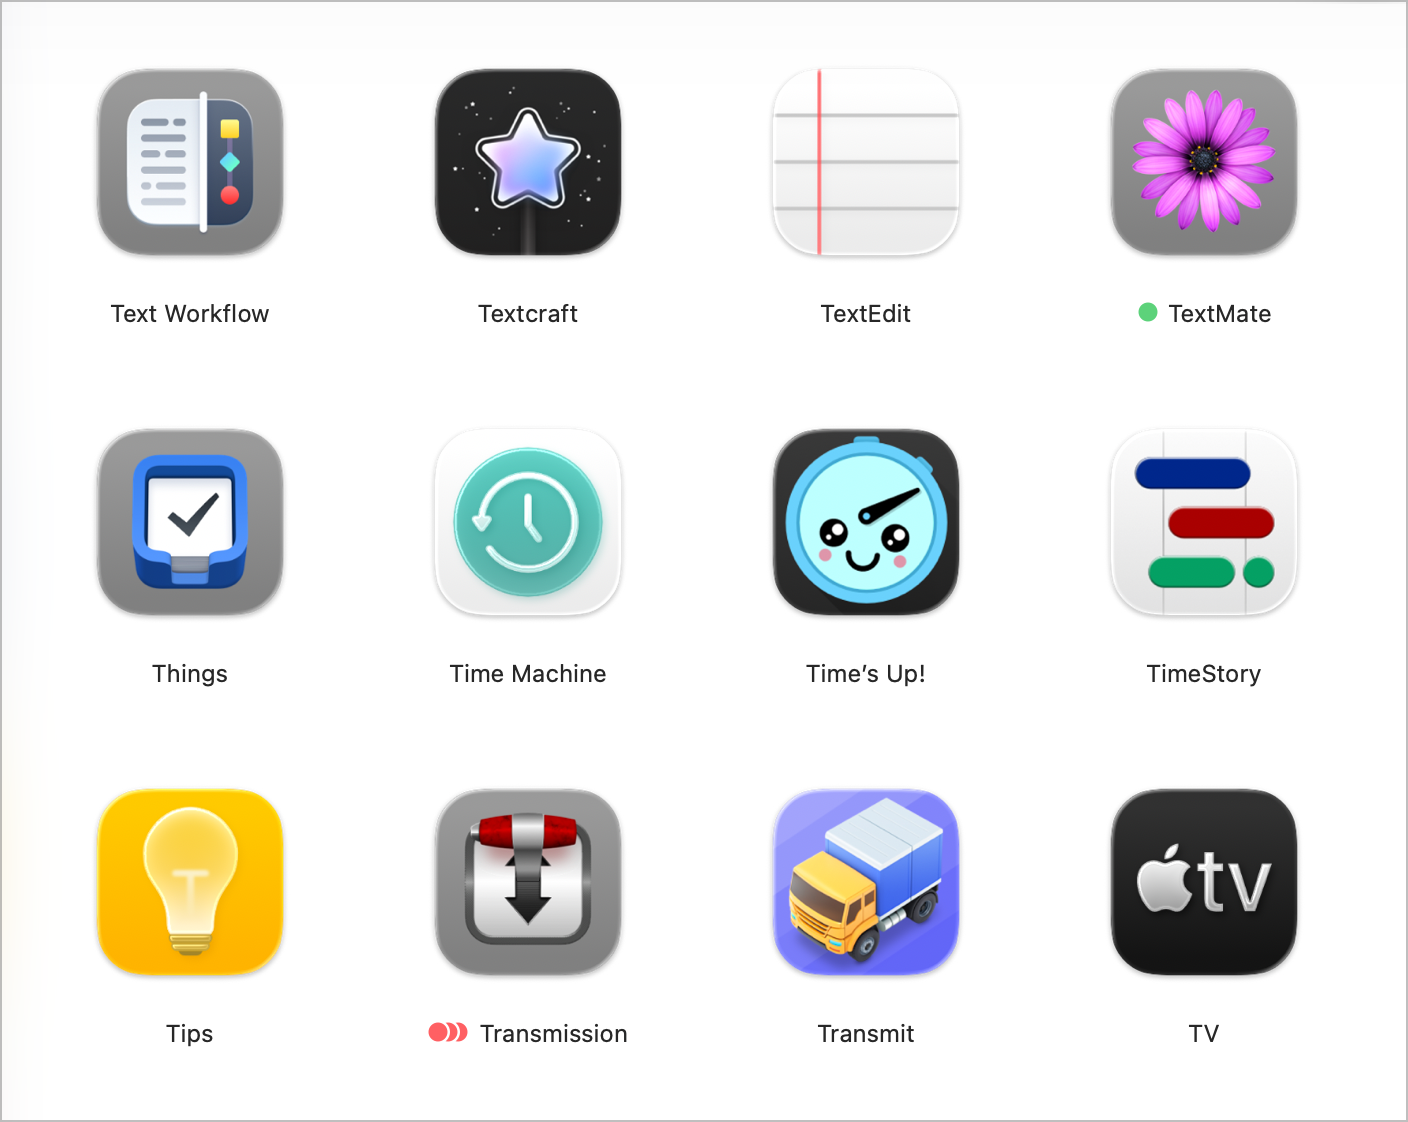 Text Workflow
Textcraft
TextEdit
TextMate
Things
Time Machine
Time’s Up!
TimeStory
T
tv
Tips
Transmission
Transmit
TV